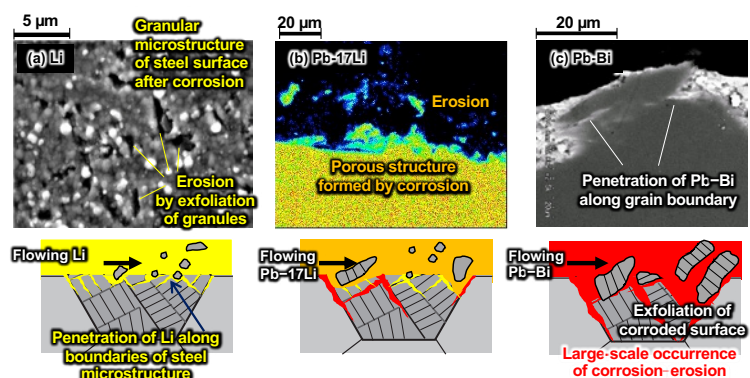 5 µm
(a) Li
Granular
microstructure
of steel surface
after corrosion
Erosion
by exfoliation
of granules
20 µm
(b) Pb-17Li
Erosion
Porous structure
formed by corrosion
20 µm
(c) Pb-Bi
Penetration of Pb−Bi
along grain boundary
Flowing Li
Penetration of Li along
boundaries of steel
microstructure
Flowing
Pb−17Li
Flowing
Pb−Bi
Exfoliation of
corroded surface
Large-scale occurrence
of corrosion−erosion